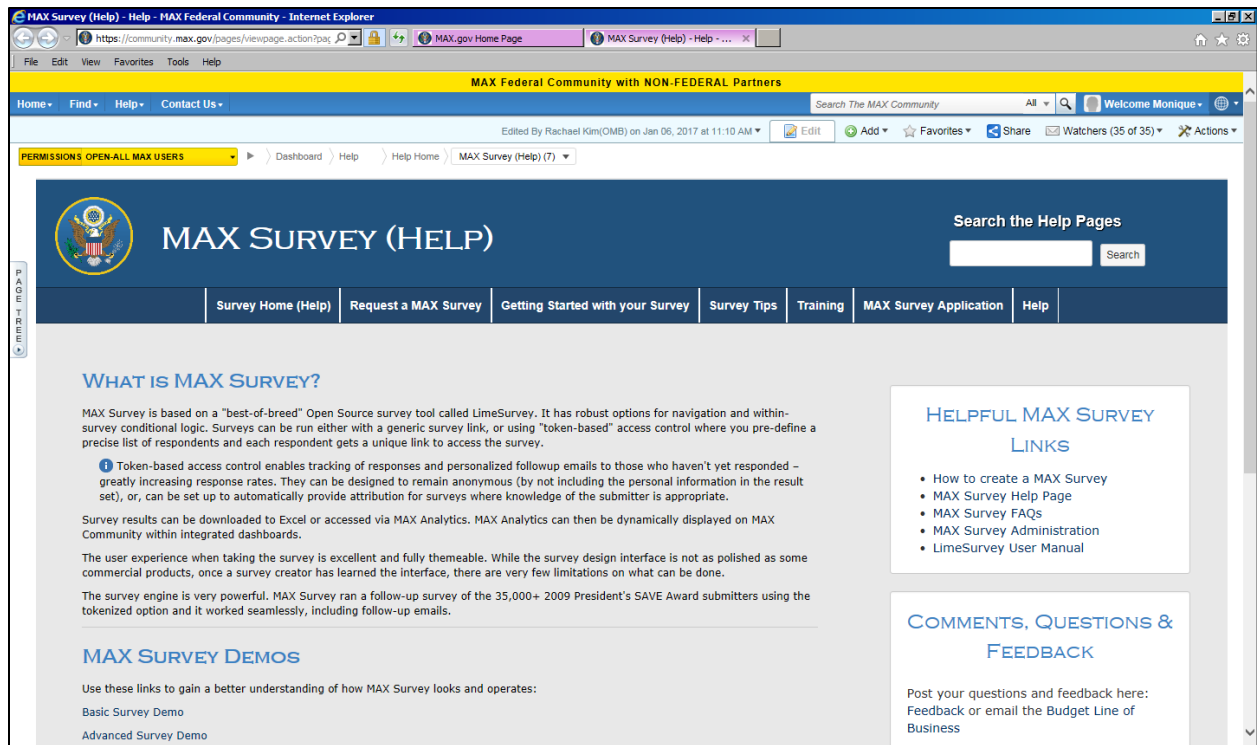 MAX Survey (Help) - Help - MAX Federal Community - Internet Explorer
https://community.max.gov/pages/viewpage.action?pag
MAX.gov Home Page
MAX Survey (Help) - Help - ...
File Edit View Favorites Tools Help
MAX Federal Community with NON-FEDERAL Partners
Home Find Help Contact Us
Search The MAX Community
All
Welcome Monique
Edited By Rachael Kim(OMB) on Jan 06, 2017 at 11:10 AM
Edit Add Favorites Share Watchers (35 of 35) Actions
PERMISSIONS OPEN-ALL MAX USERS
Dashboard Help Help Home MAX Survey (Help) (7)
PAGE TREE
MAX SURVEY (HELP)
Search the Help Pages
Search
Survey Home (Help) Request a MAX Survey Getting Started with your Survey Survey Tips Training MAX Survey Application Help
WHAT IS MAX SURVEY?
MAX Survey is based on a "best-of-breed" Open Source survey tool called LimeSurvey. It has robust options for navigation and within-
survey conditional logic. Surveys can be run either with a generic survey link, or using "token-based" access control where you pre-define a
precise list of respondents and each respondent gets a unique link to access the survey.
Token-based access control enables tracking of responses and personalized followup emails to those who haven't yet responded –
greatly increasing response rates. They can be designed to remain anonymous (by not including the personal information in the result
set), or, can be set up to automatically provide attribution for surveys where knowledge of the submitter is appropriate.
Survey results can be downloaded to Excel or accessed via MAX Analytics. MAX Analytics can then be dynamically displayed on MAX
Community within integrated dashboards.
The user experience when taking the survey is excellent and fully themeable. While the survey design interface is not as polished as some
commercial products, once a survey creator has learned the interface, there are very few limitations on what can be done.
The survey engine is very powerful. MAX Survey ran a follow-up survey of the 35,000+ 2009 President's SAVE Award submitters using the
tokenized option and it worked seamlessly, including follow-up emails.
MAX SURVEY DEMOS
Use these links to gain a better understanding of how MAX Survey looks and operates:
Basic Survey Demo
Advanced Survey Demo
HELPFUL MAX SURVEY
LINKS
• How to create a MAX Survey
• MAX Survey Help Page
• MAX Survey FAQs
• MAX Survey Administration
• LimeSurvey User Manual
COMMENTS, QUESTIONS &
FEEDBACK
Post your questions and feedback here:
Feedback or email the Budget Line of
Business